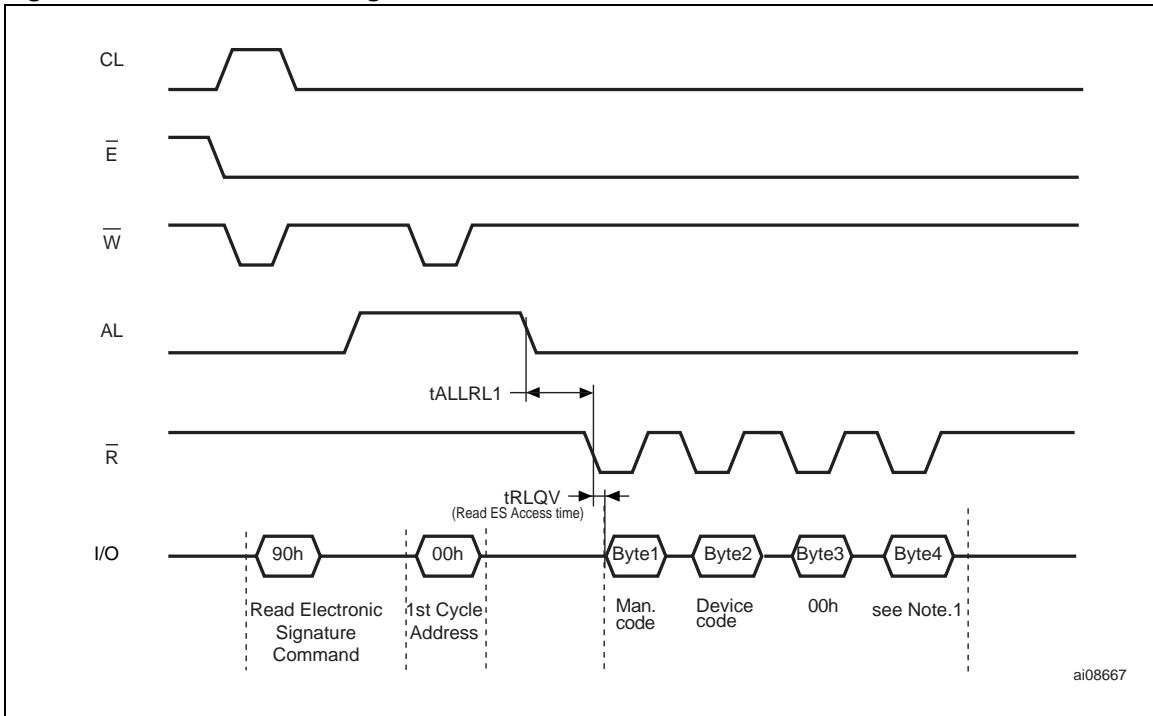 CL
E
W
AL
tALLRL1
R
tRLQV
(Read ES Access time)
I/O
90h
00h
Byte1
Byte2
Byte3
Byte4
Read Electronic
Signature
Command
1st Cycle
Address
Man.
code
Device
code
00h
see Note.1
ai08667